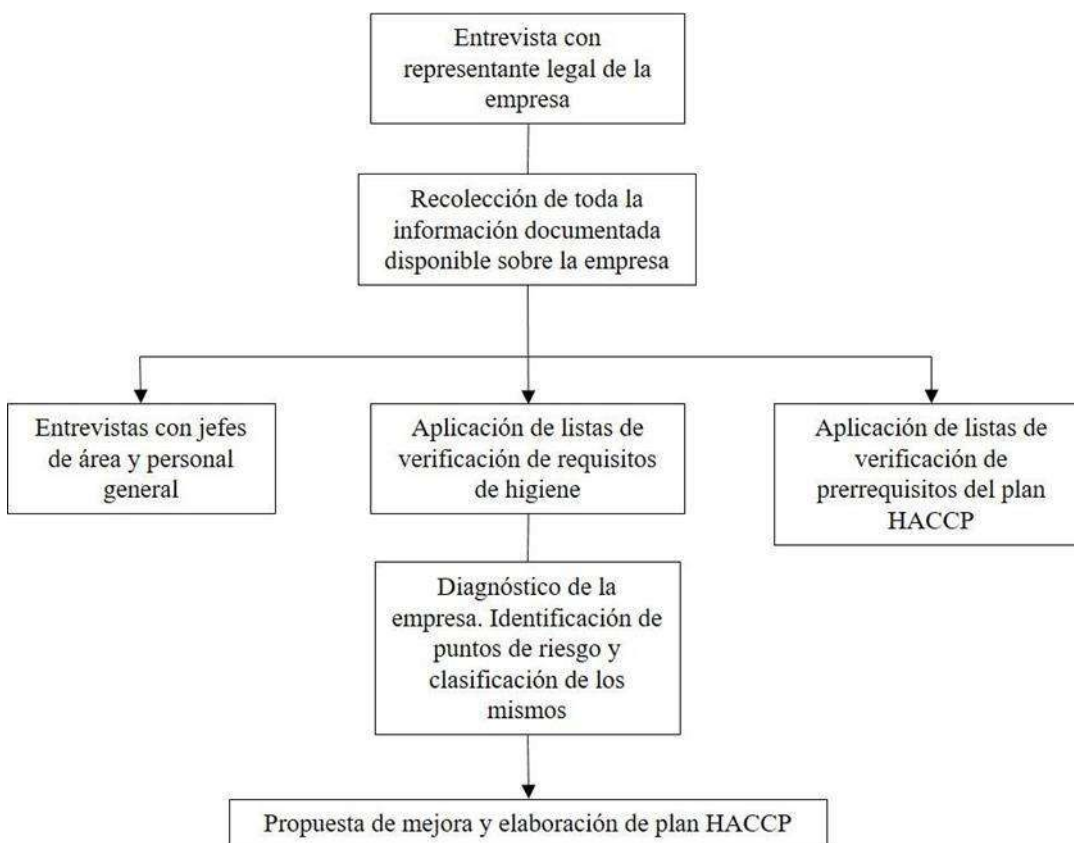 Entrevista con
representante legal de la
empresa
Recolección de toda la
información documentada
disponible sobre la empresa
Entrevistas con jefes
de área y personal
general
Aplicación de listas de
verificación de requisitos
de higiene
Aplicación de listas de
verificación de
prerrequisitos del plan
HACCP
Diagnóstico de la
empresa. Identificación de
puntos de riesgo y
clasificación de los
mismos
Propuesta de mejora y elaboración de plan HACCP